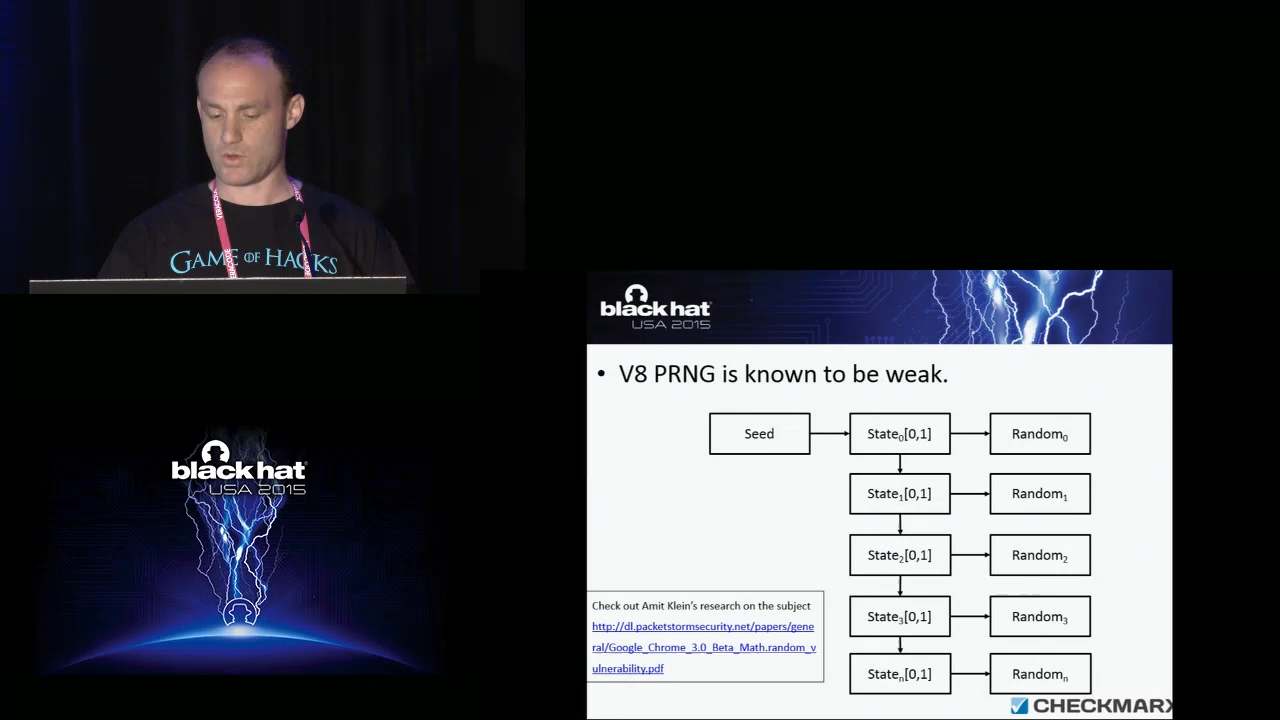 GAME OF HACKS
black hat
USA 2015
• V8 PRNG is known to be weak.
Seed
State0[0,1]
Random0
State1[0,1]
Random1
State2[0,1]
Random2
State3[0,1]
Random3
Staten[0,1]
Randomn
Check out Amit Klein's research on the subject
http://dl.packetstormsecurity.net/papers/gene
ral/Google_Chrome_3.0_Beta_Math.random_v
ulnerability.pdf
CHECKMARX
black hat
USA 2015